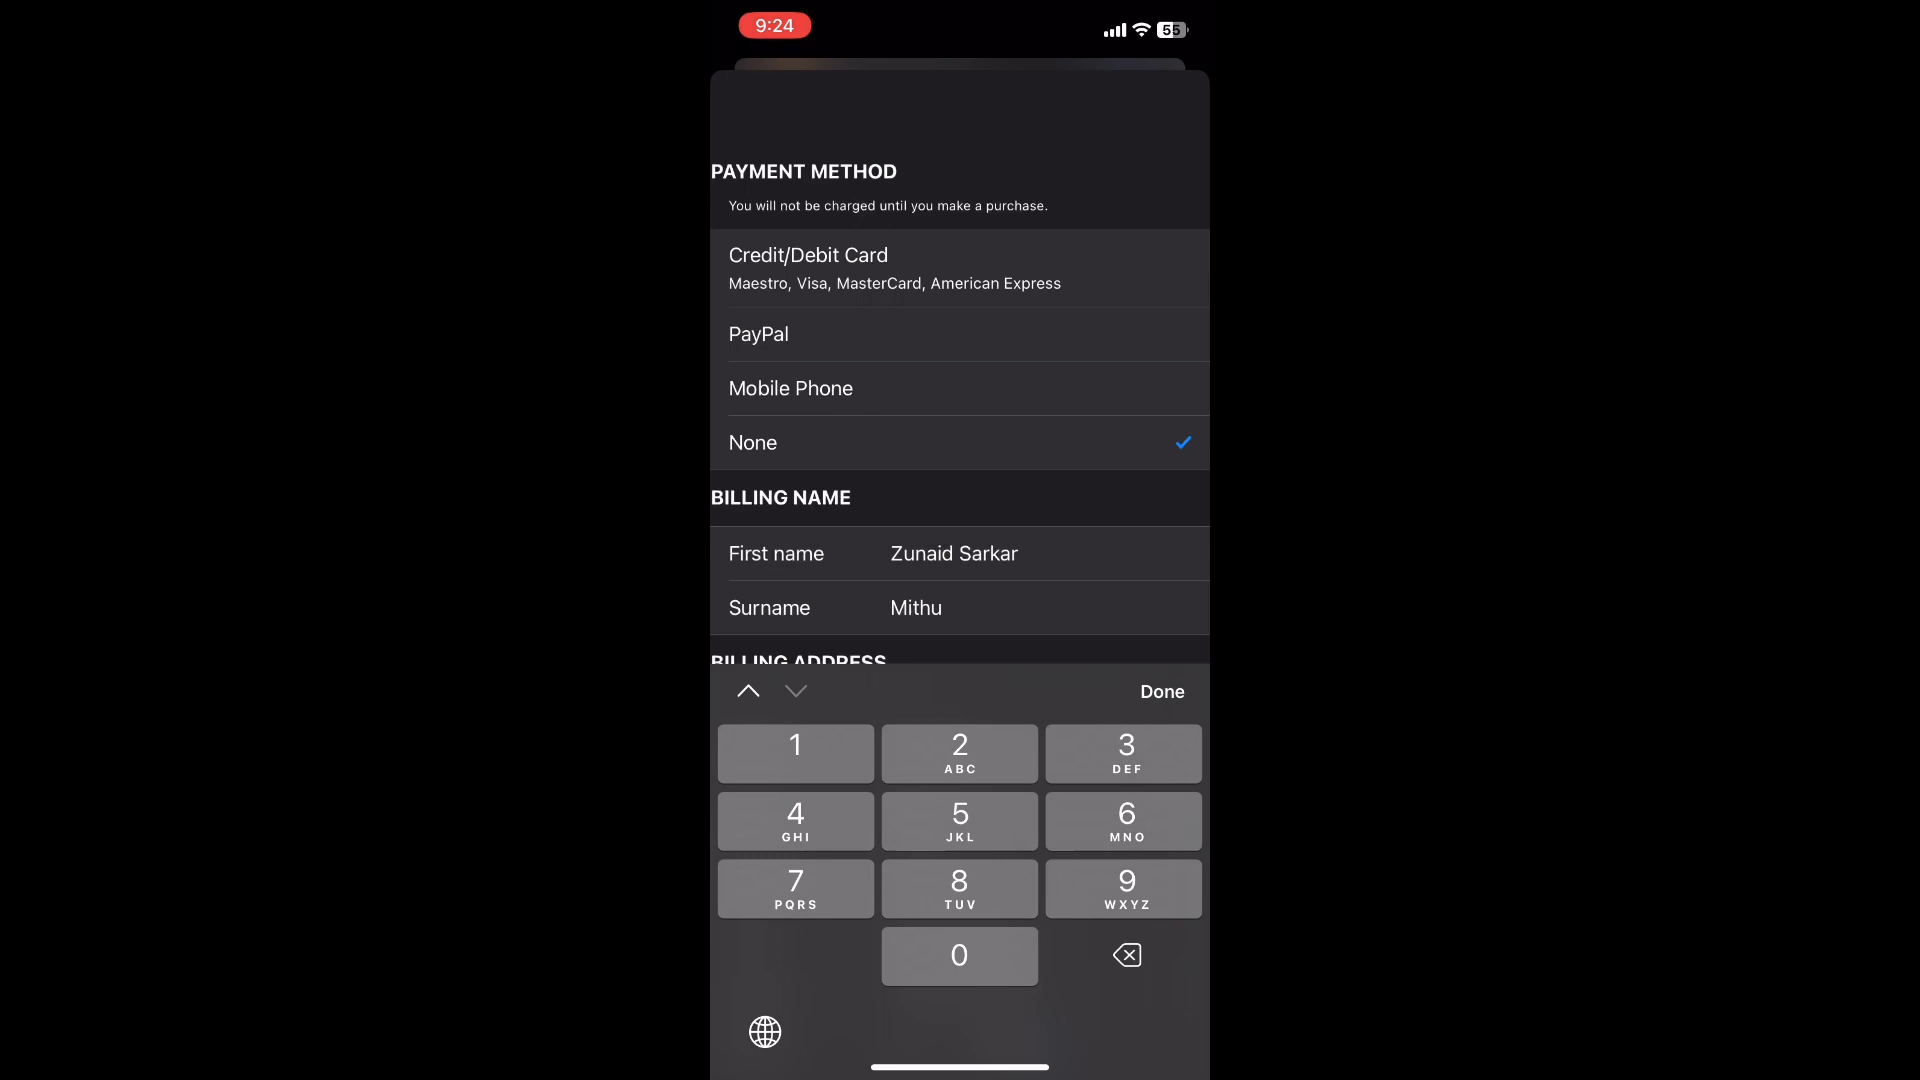 9:24
55
PAYMENT METHOD
You will not be charged until you make a purchase.
Credit/Debit Card
Maestro, Visa, MasterCard, American Express
PayPal
Mobile Phone
None
BILLING NAME
First name Zunaid Sarkar
Surname Mithu
BILLING ADDRESS
Done
1 2 3
ABC DEF
4 5 6
GHI JKL MNO
7 8 9
PQRS TUV WXYZ
0